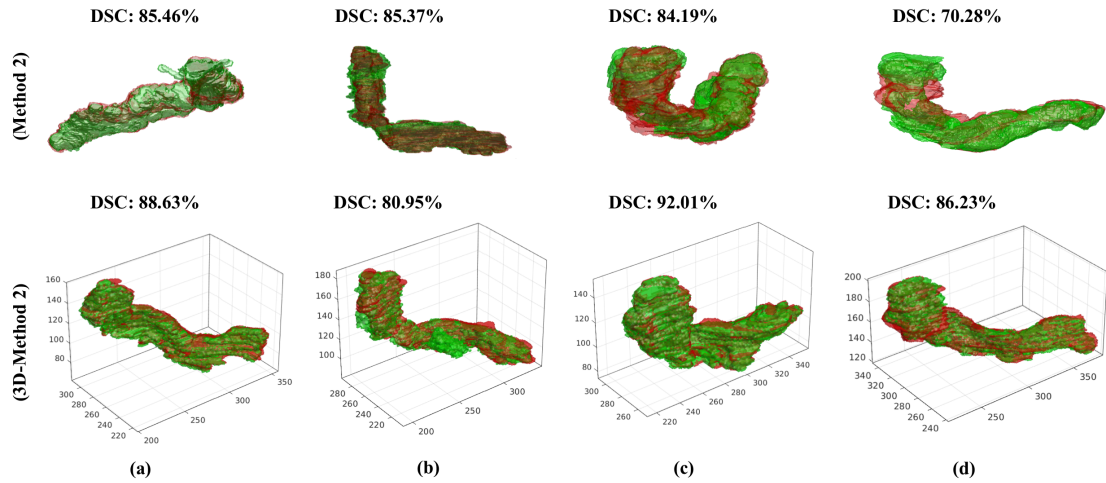 DSC: 85.46% DSC: 85.37% DSC: 84.19% DSC: 70.28%
(Method 2)
DSC: 88.63% DSC: 80.95% DSC: 92.01% DSC: 86.23%
(3D-Method 2)
160 140 120 100 80 300 280 260 240 220 200 250 300 350
180 160 140 120 100 280 260 240 220 200 250 300
140 120 100 80 300 280 260 220 240 260 280 300 320 340
200 180 160 140 120 340 320 300 280 260 240 250 300 350
(a) (b) (c) (d)